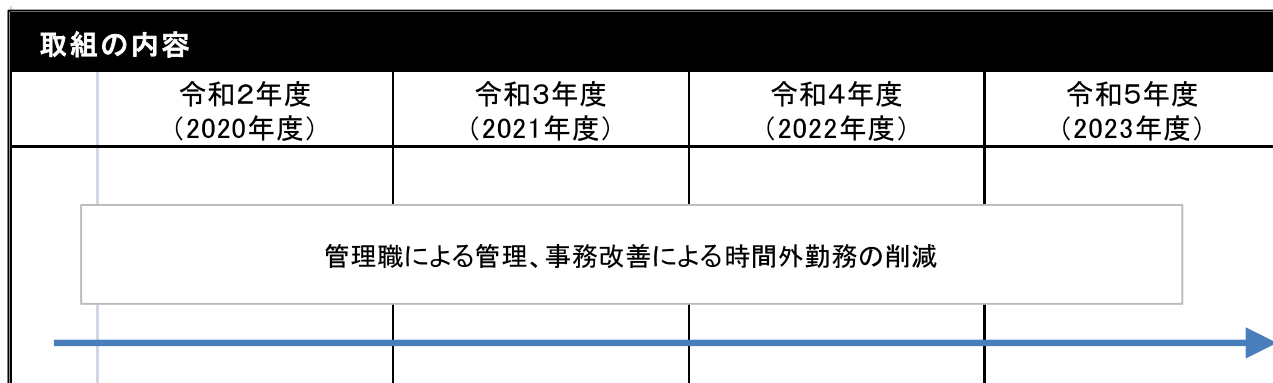 取組の内容
令和2年度
（2020年度）
令和3年度
（2021年度）
令和4年度
（2022年度）
令和5年度
（2023年度）
管理職による管理、事務改善による時間外勤務の削減